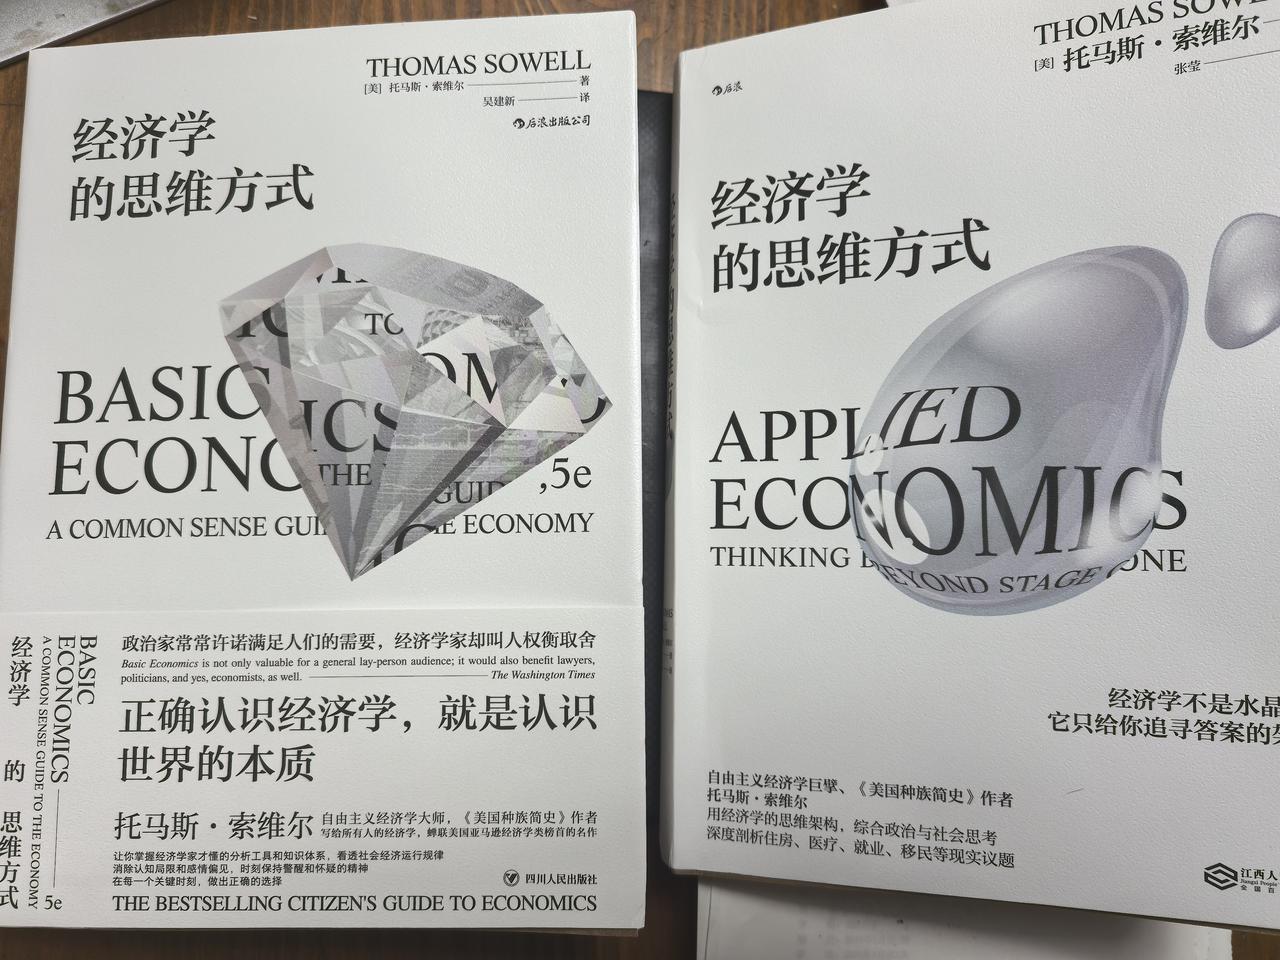 THOMAS SOWELL
[美] 托马斯·索维尔 著
吴建新 译
后浪出版公司
经济学
的思维方式
TO
BASIC
ECONO
ICS
THE
GUID
,5e
A COMMON SENSE GUI
E ECONOMY
政治家常常许诺满足人们的需要，经济学家却叫人权衡取舍
Basic Economics is not only valuable for a general lay-person audience; it would also benefit lawyers,
politicians, and yes, economists, as well. The Washington Times
正确认识经济学，就是认识
世界的本质
托马斯·索维尔 自由主义经济学大师，《美国种族简史》作者
写给所有人的经济学，蝉联美国亚马逊经济学类榜首的名作
让你掌握经济学家才懂的分析工具和知识体系，看透社会经济运行规律
消除认知局限和感情偏见，时刻保持警醒和怀疑的精神
在每一个关键时刻，做出正确的选择
四川人民出版社
THE BESTSELLING CITIZEN'S GUIDE TO ECONOMICS
BASIC
ECONOMICS
A COMMON SENSE GUIDE TO THE ECONOMY
5e
经济学 的 思维方式
THOMAS SOW
[美] 托马斯·索维尔
张莹
后浪
经济学
的思维方式
APPLIED
ECONOMICS
THINKING BEYOND STAGE ONE
经济学不是水晶
它只给你追寻答案的
自由主义经济学巨擘、《美国种族简史》作者
托马斯·索维尔
用经济学的思维架构，综合政治与社会思考
深度剖析住房、医疗、就业、移民等现实议题
江西人
Jiangxi People
全国百